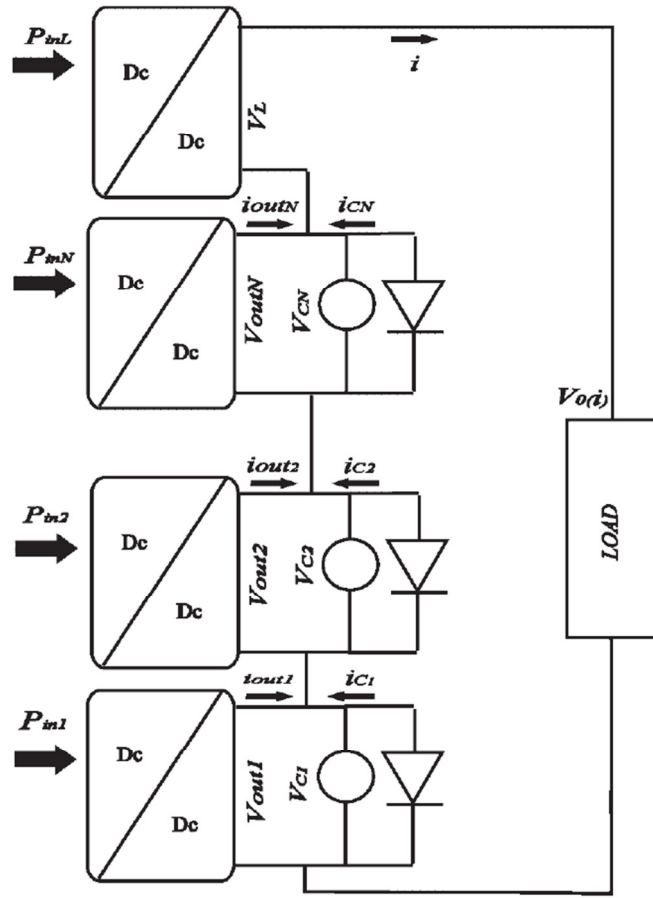 PinL
Dc
Dc
VL
i
ioutN
iCN
PinN
Dc
Dc
VoutN
VCN
V0(i)
LOAD
iout2
iC2
Pin2
Dc
Dc
Vout2
VC2
iout1
iC1
Pin1
Dc
Dc
Vout1
VC1